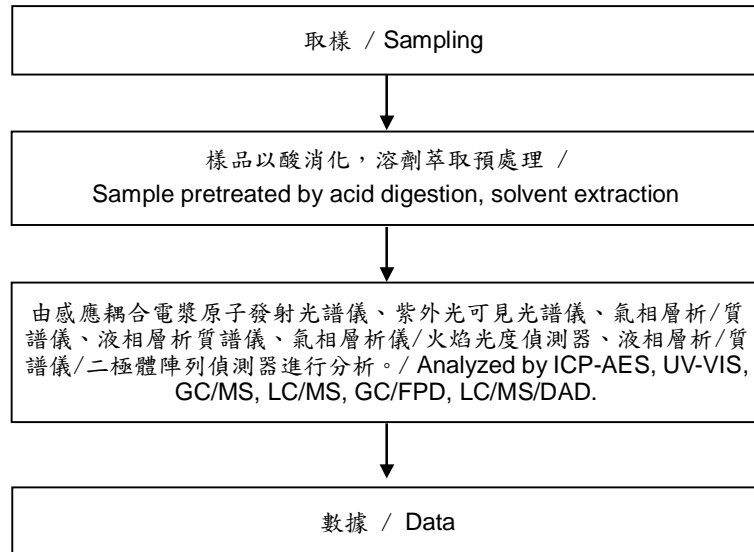 取樣 / Sampling
樣品以酸消化，溶劑萃取預處理 /
Sample pretreated by acid digestion, solvent extraction
由感應耦合電漿原子發射光譜儀、紫外光可見光譜儀、氣相層析/質
譜儀、液相層析質譜儀、氣相層析儀/火焰光度偵測器、液相層析/質
譜儀/二極體陣列偵測器進行分析。/ Analyzed by ICP-AES, UV-VIS,
GC/MS, LC/MS, GC/FPD, LC/MS/DAD.
數據 / Data